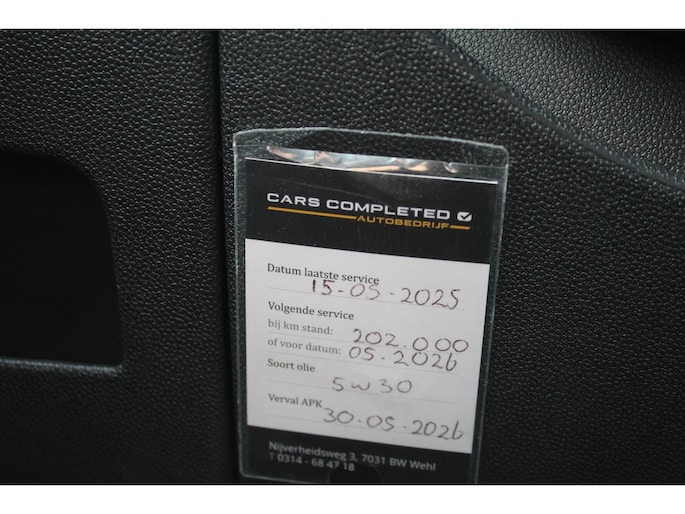 CARS COMPLETED
AUTOBEDRIJF
Datum laatste service
15-05-2025
Volgende service
bij km stand: 202.000
of voor datum: 05-2026
Soort olie
5w30
Verval APK
30-05-2026
Nijverheidsweg 3, 7031 BW Wehl
T 0314 - 68 47 18